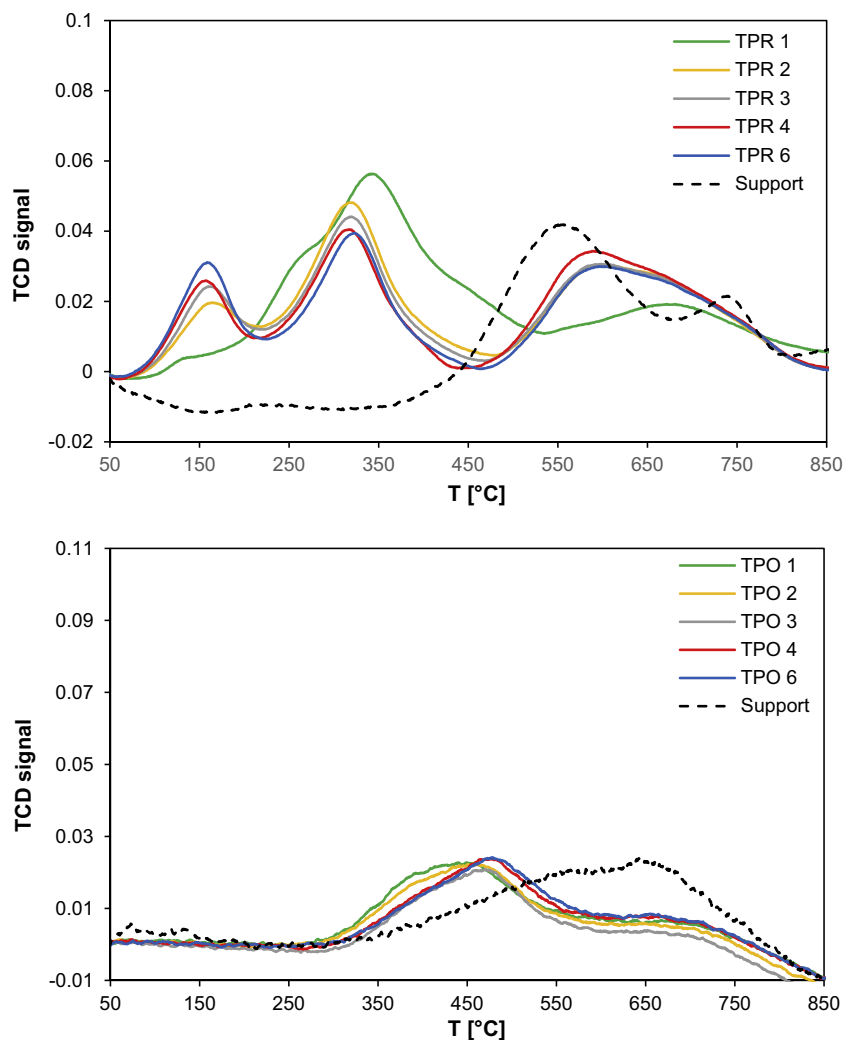 0.1
0.08
0.06
0.04
0.02
0
-0.02
TCD signal
50 150 250 350 450 550 650 750 850
T [°C]
TPR 1
TPR 2
TPR 3
TPR 4
TPR 6
Support
0.11
0.09
0.07
0.05
0.03
0.01
-0.01
TCD signal
50 150 250 350 450 550 650 750 850
T [°C]
TPO 1
TPO 2
TPO 3
TPO 4
TPO 6
Support